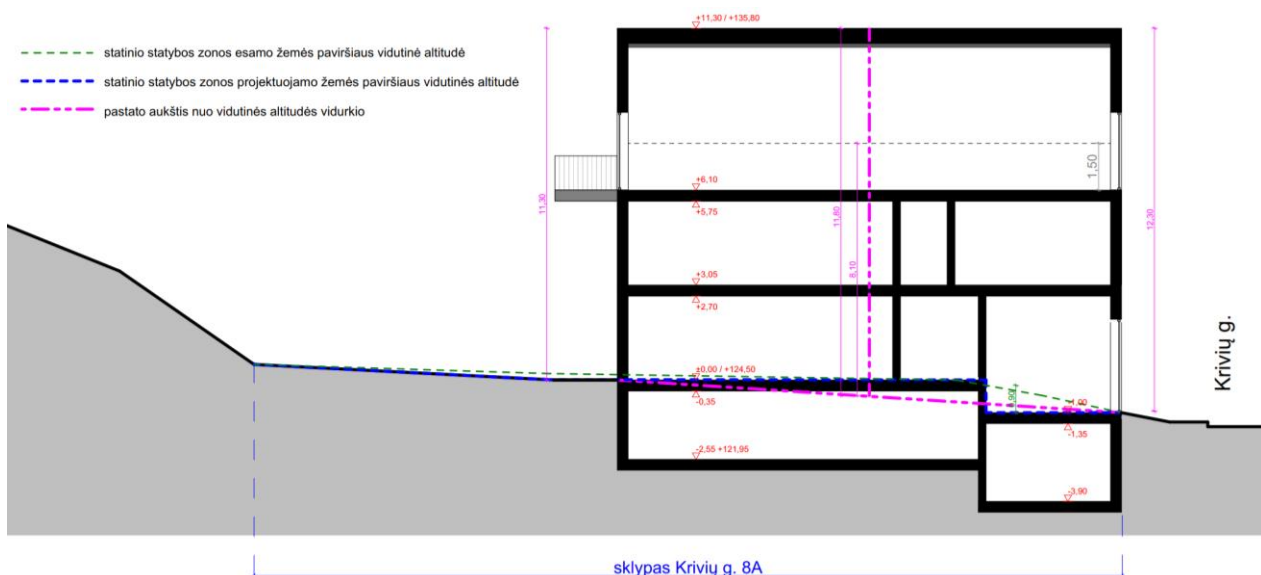 +11,30 / +135,80
statinio statybos zonos esamo žemės paviršiaus vidutinė altitudė
statinio statybos zonos projektuojamo žemės paviršiaus vidutinės altitudė
pastato aukštis nuo vidutinės altitudės vidurkio
1,50
+6,10
11,30
11,80
12,30
+5,75
8,10
+3,05
+2,70
Krivių g.
±0,00 / +124,50
-0,35
-1,00
-1,35
-2,55 +121,95
-3,90
sklypas Krivių g. 8A